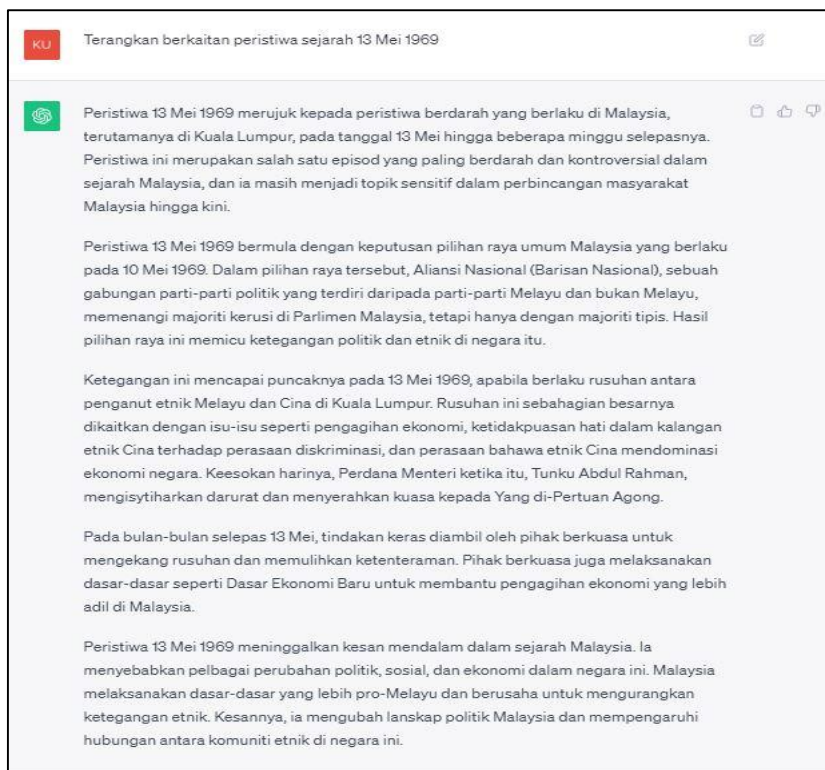 KU
Terangkan berkaitan peristiwa sejarah 13 Mei 1969
Peristiwa 13 Mei 1969 merujuk kepada peristiwa berdarah yang berlaku di Malaysia,
terutamanya di Kuala Lumpur, pada tanggal 13 Mei hingga beberapa minggu selepasnya.
Peristiwa ini merupakan salah satu episod yang paling berdarah dan kontroversial dalam
sejarah Malaysia, dan ia masih menjadi topik sensitif dalam perbincangan masyarakat
Malaysia hingga kini.
Peristiwa 13 Mei 1969 bermula dengan keputusan pilihan raya umum Malaysia yang berlaku
pada 10 Mei 1969. Dalam pilihan raya tersebut, Aliansi Nasional (Barisan Nasional), sebuah
gabungan parti-parti politik yang terdiri daripada parti-parti Melayu dan bukan Melayu,
memenangi majoriti kerusi di Parlimen Malaysia, tetapi hanya dengan majoriti tipis. Hasil
pilihan raya ini memicu ketegangan politik dan etnik di negara itu.
Ketegangan ini mencapai puncaknya pada 13 Mei 1969, apabila berlaku rusuhan antara
penganut etnik Melayu dan Cina di Kuala Lumpur. Rusuhan ini sebahagian besarnya
dikaitkan dengan isu-isu seperti pengagihan ekonomi, ketidakpuasan hati dalam kalangan
etnik Cina terhadap perasaan diskriminasi, dan perasaan bahawa etnik Cina mendominasi
ekonomi negara. Keesokan harinya, Perdana Menteri ketika itu, Tunku Abdul Rahman,
mengisytiharkan darurat dan menyerahkan kuasa kepada Yang di-Pertuan Agong.
Pada bulan-bulan selepas 13 Mei, tindakan keras diambil oleh pihak berkuasa untuk
mengekang rusuhan dan memulihkan ketenteraman. Pihak berkuasa juga melaksanakan
dasar-dasar seperti Dasar Ekonomi Baru untuk membantu pengagihan ekonomi yang lebih
adil di Malaysia.
Peristiwa 13 Mei 1969 meninggalkan kesan mendalam dalam sejarah Malaysia. Ia
menyebabkan pelbagai perubahan politik, sosial, dan ekonomi dalam negara ini. Malaysia
melaksanakan dasar-dasar yang lebih pro-Melayu dan berusaha untuk mengurangkan
ketegangan etnik. Kesannya, ia mengubah lanskap politik Malaysia dan mempengaruhi
hubungan antara komuniti etnik di negara ini.